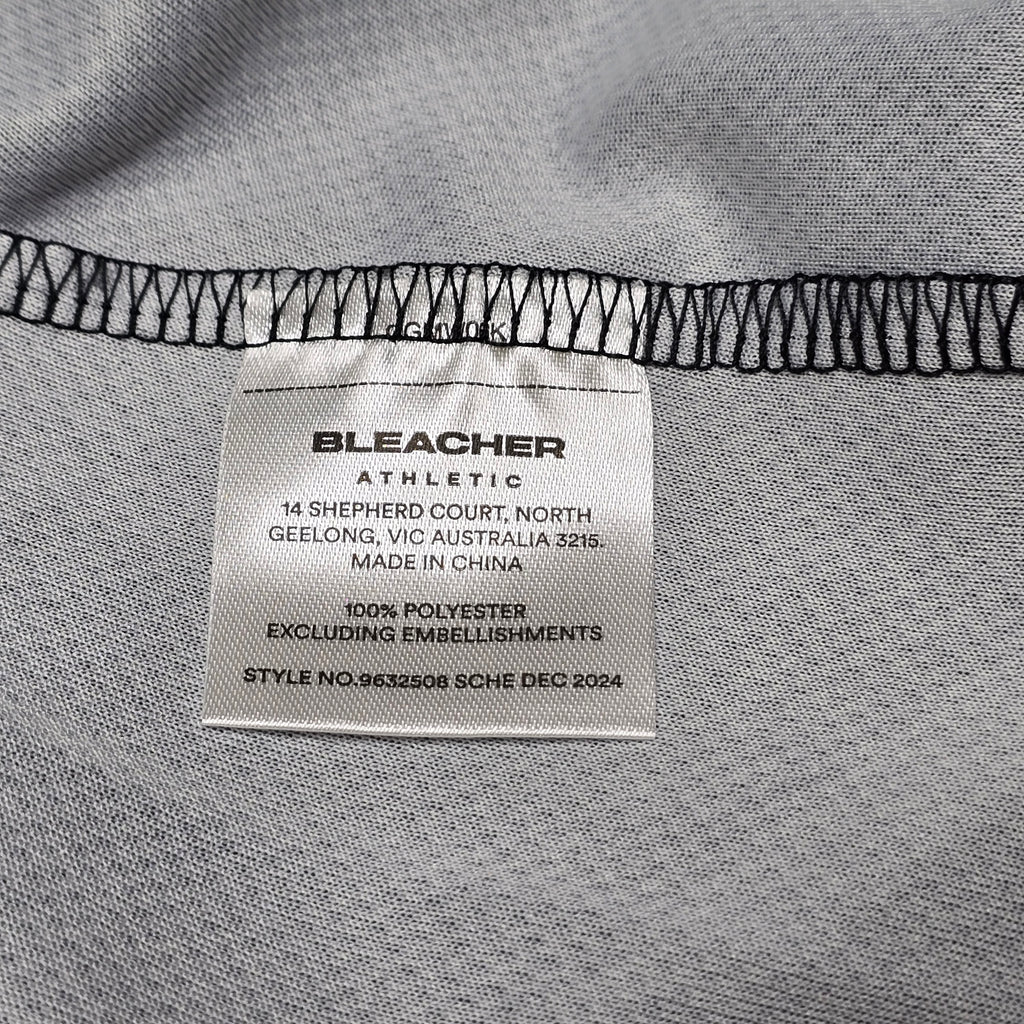 BLEACHER
ATHLETIC
14 SHEPHERD COURT, NORTH
GEELONG, VIC AUSTRALIA 3215.
MADE IN CHINA
100% POLYESTER
EXCLUDING EMBELLISHMENTS
STYLE NO.9632508 SCHE DEC 2024